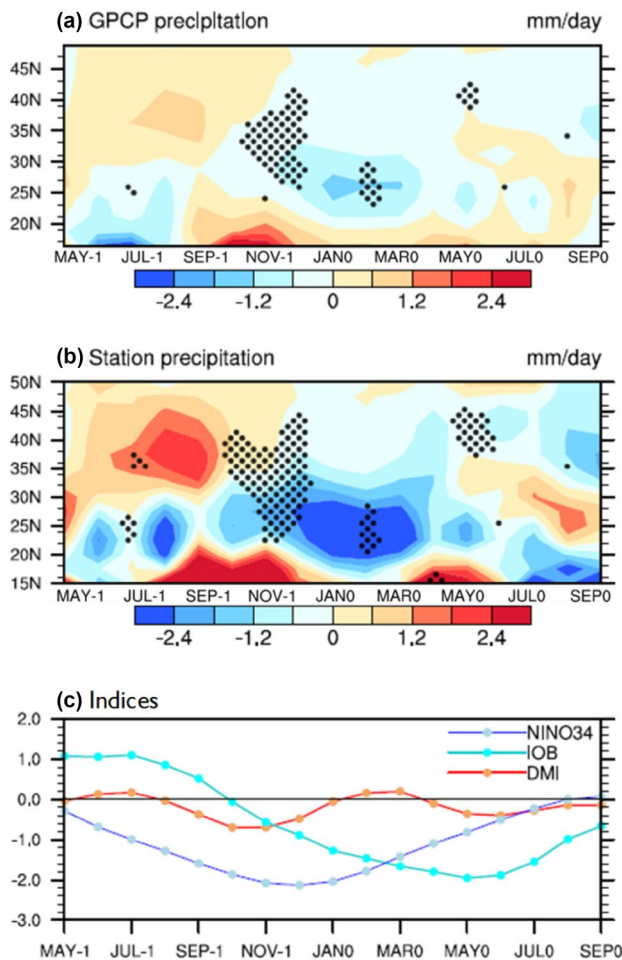 (a) GPCP precipitation mm/day
45N
40N
35N
30N
25N
20N
MAY-1 JUL-1 SEP-1 NOV-1 JAN0 MAR0 MAY0 JUL0 SEP0
-2.4 -1.2 0 1.2 2.4
(b) Station precipitation mm/day
50N
45N
40N
35N
30N
25N
20N
15N
MAY-1 JUL-1 SEP-1 NOV-1 JAN0 MAR0 MAY0 JUL0 SEP0
-2.4 -1.2 0 1.2 2.4
(c) Indices
2.0
1.0
0.0
-1.0
-2.0
-3.0
NINO34
IOB
DMI
MAY-1 JUL-1 SEP-1 NOV-1 JAN0 MAR0 MAY0 JUL0 SEP0